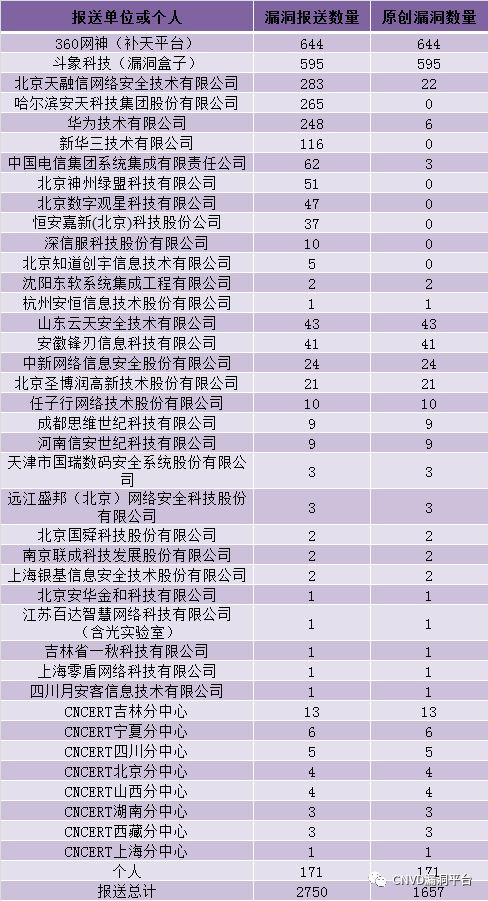 报送单位或个人 漏洞报送数量 原创漏洞数量
360网神（补天平台） 644 644
斗象科技（漏洞盒子） 595 595
北京天融信网络安全技术有限公司 283 22
哈尔滨安天科技集团股份有限公司 265 0
华为技术有限公司 248 6
新华三技术有限公司 116 0
中国电信集团系统集成有限责任公司 62 3
北京神州绿盟科技有限公司 51 0
北京数字观星科技有限公司 47 0
恒安嘉新(北京)科技股份公司 37 0
深信服科技股份有限公司 10 0
北京知道创宇信息技术有限公司 5 0
沈阳东软系统集成工程有限公司 2 2
杭州安恒信息技术股份有限公司 1 1
山东云天安全技术有限公司 43 43
安徽锋刃信息科技有限公司 41 41
中新网络信息安全股份有限公司 24 24
北京圣博润高新技术股份有限公司 21 21
任子行网络技术股份有限公司 10 10
成都思维世纪科技有限公司 9 9
河南信安世纪科技有限公司 9 9
天津市国瑞数码安全系统股份有限公
司 3 3
远江盛邦（北京）网络安全科技股份
有限公司 3 3
北京国舜科技股份有限公司 2 2
南京联成科技发展股份有限公司 2 2
上海银基信息安全技术股份有限公司 2 2
北京安华金和科技有限公司 1 1
江苏百达智慧网络科技有限公司
（含光实验室） 1 1
吉林省一秋科技有限公司 1 1
上海零盾网络科技有限公司 1 1
四川月安客信息技术有限公司 1 1
CNCERT吉林分中心 13 13
CNCERT宁夏分中心 6 6
CNCERT四川分中心 5 5
CNCERT北京分中心 4 4
CNCERT山西分中心 4 4
CNCERT湖南分中心 3 3
CNCERT西藏分中心 3 3
CNCERT上海分中心 1 1
个人 171 171
报送总计 2750 1657
CNVD漏洞平台